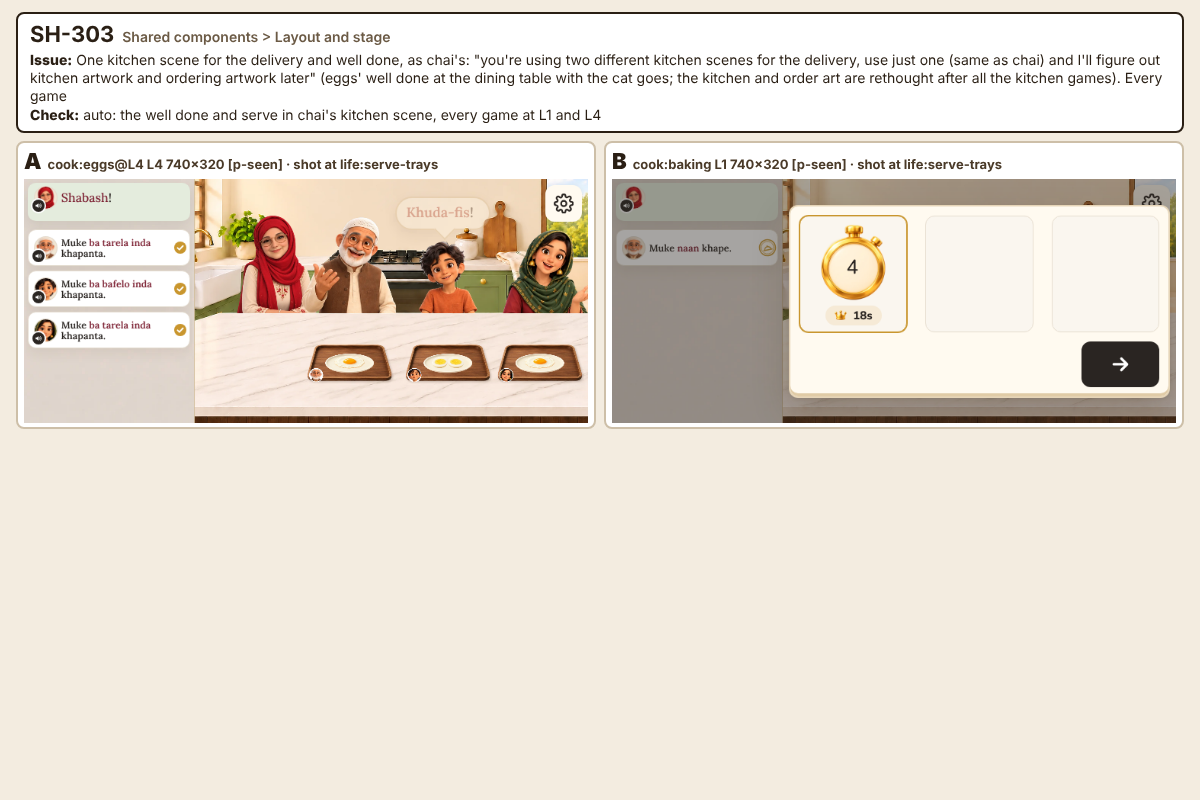 SH-303 Shared components > Layout and stage
Issue: One kitchen scene for the delivery and well done, as chai's: "you're using two different kitchen scenes for the delivery, use just one (same as chai) and I'll figure out
kitchen artwork and ordering artwork later" (eggs' well done at the dining table with the cat goes; the kitchen and order art are rethought after all the kitchen games). Every
game
Check: auto: the well done and serve in chai's kitchen scene, every game at L1 and L4
A cook:eggs@L4 L4 740×320 [p-seen] · shot at life:serve-trays
Shabash!
Khuda-fis!
Muke ba tarela inda
khapanta.
Muke ba bafelo inda
khapanta.
Muke ba tarela inda
khapanta.
B cook:baking L1 740×320 [p-seen] · shot at life:serve-trays
Muke naan khape.
4
18s